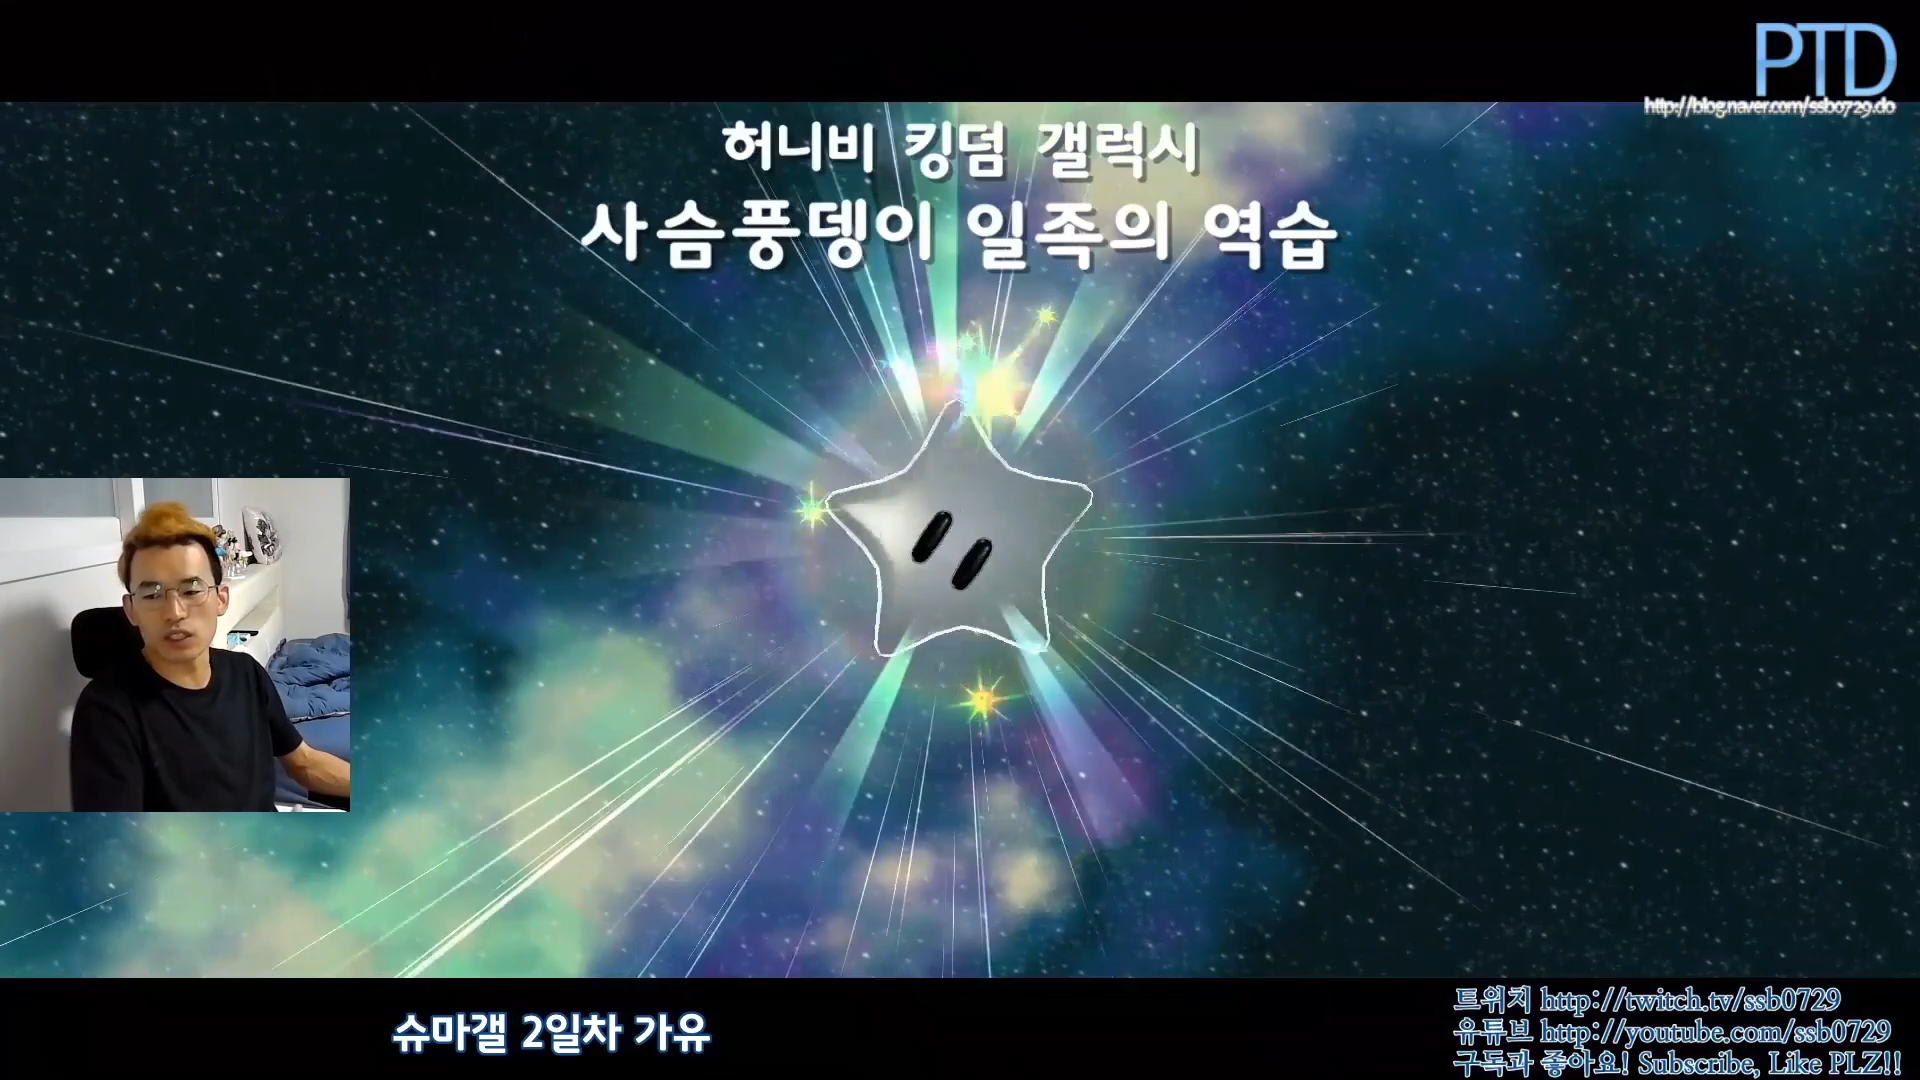 PTD
http://blog.naver.com/ssb0729.do
허니비 킹덤 갤럭시
사슴풍뎅이 일족의 역습
슈마갤 2일차 가유
트위치 http://twitch.tv/ssb0729
유튜브 http://youtube.com/ssb0729
구독과 좋아요! Subscribe, Like PLZ!!